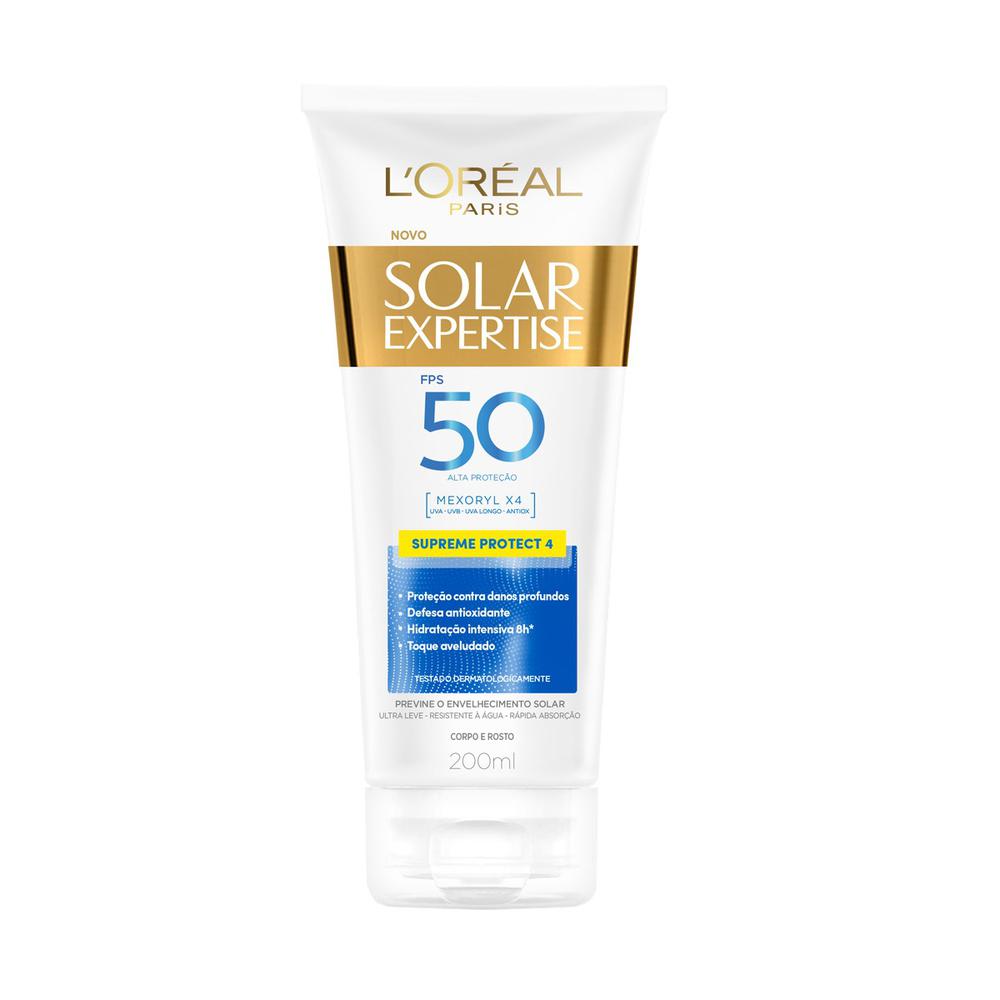 L'ORÉAL
PARiS
NOVO
SOLAR
EXPERTISE
FPS
50
ALTA PROTEÇÃO
[MEXORYL X4
UVA · UVB · UVA LONGO · ANTIOX]
SUPREME PROTECT 4
• Proteção contra danos profundos
• Defesa antioxidante
• Hidratação intensiva 8h*
• Toque aveludado
TESTADO DERMATOLOGICAMENTE
PREVINE O ENVELHECIMENTO SOLAR
ULTRA LEVE - RESISTENTE À ÁGUA - RÁPIDA ABSORÇÃO
CORPO E ROSTO
200ml